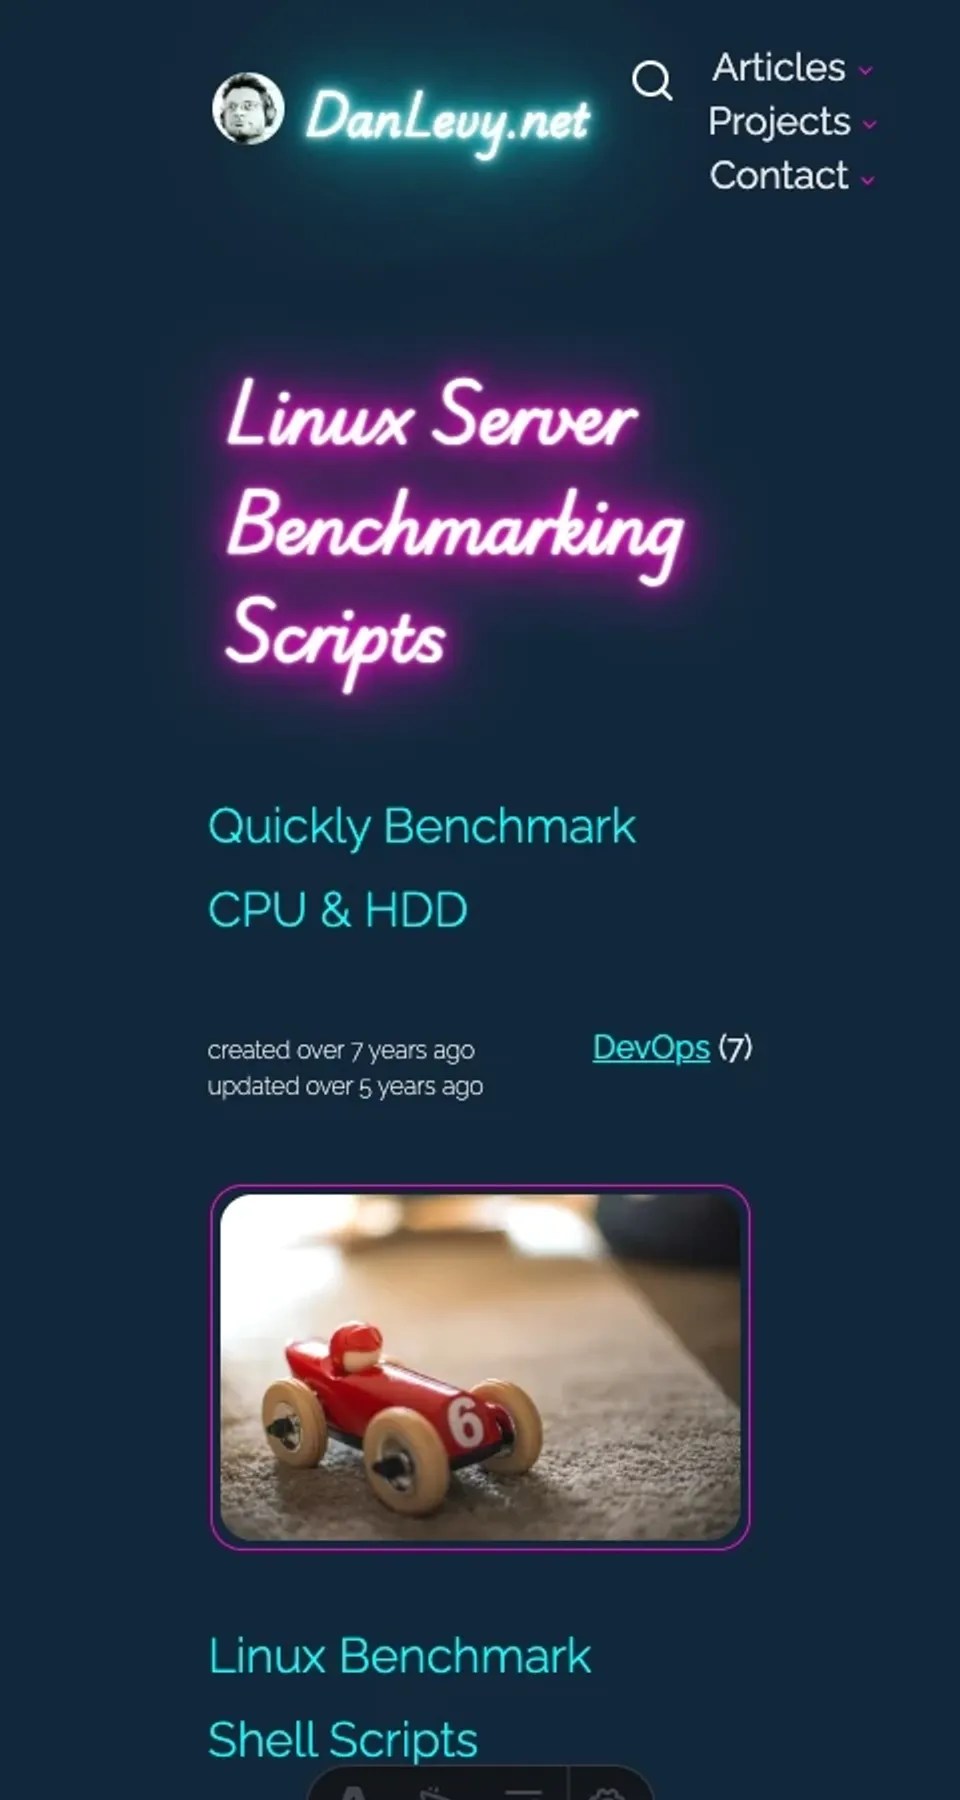 DanLevy.net
Articles
Projects
Contact
Linux Server
Benchmarking
Scripts
Quickly Benchmark
CPU & HDD
created over 7 years ago
updated over 5 years ago
DevOps (7)
6
Linux Benchmark
Shell Scripts